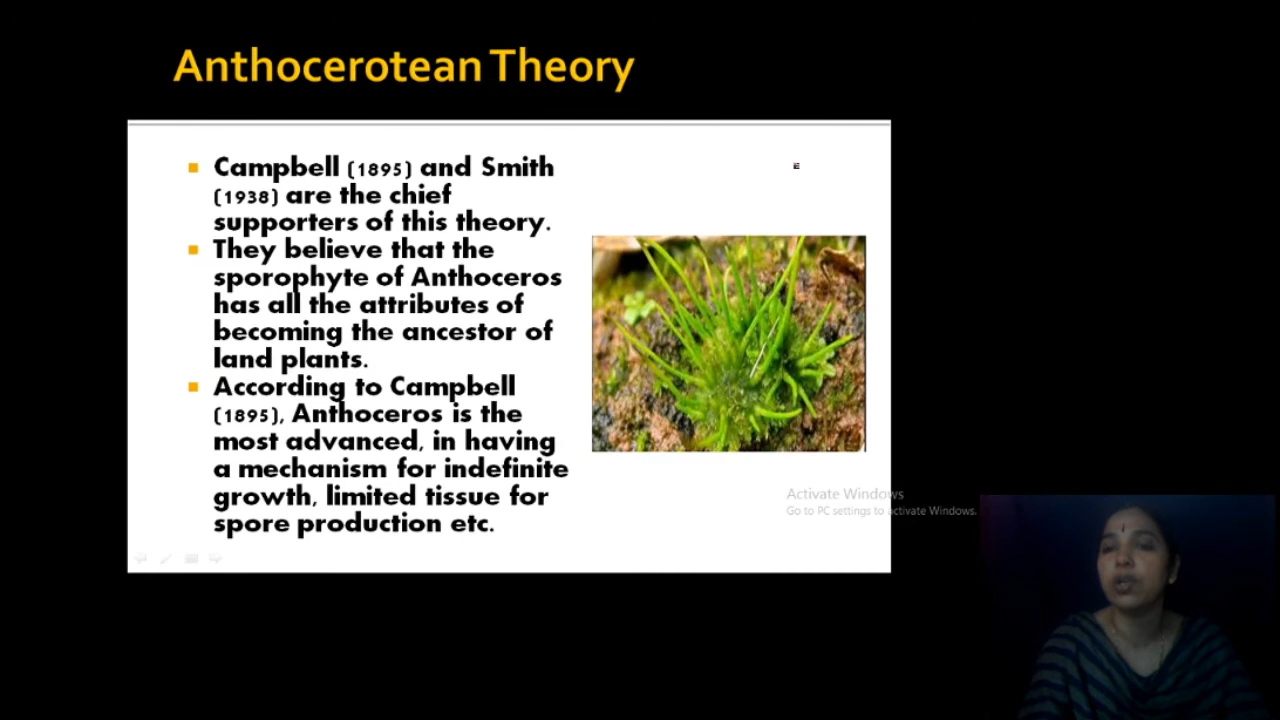 Anthocerotean Theory
Campbell (1895) and Smith
(1938) are the chief
supporters of this theory.
They believe that the
sporophyte of Anthoceros
has all the attributes of
becoming the ancestor of
land plants.
According to Campbell
(1895), Anthoceros is the
most advanced, in having
a mechanism for indefinite
growth, limited tissue for
spore production etc.
Activate Windows
Go to PC settings to activate Windows.